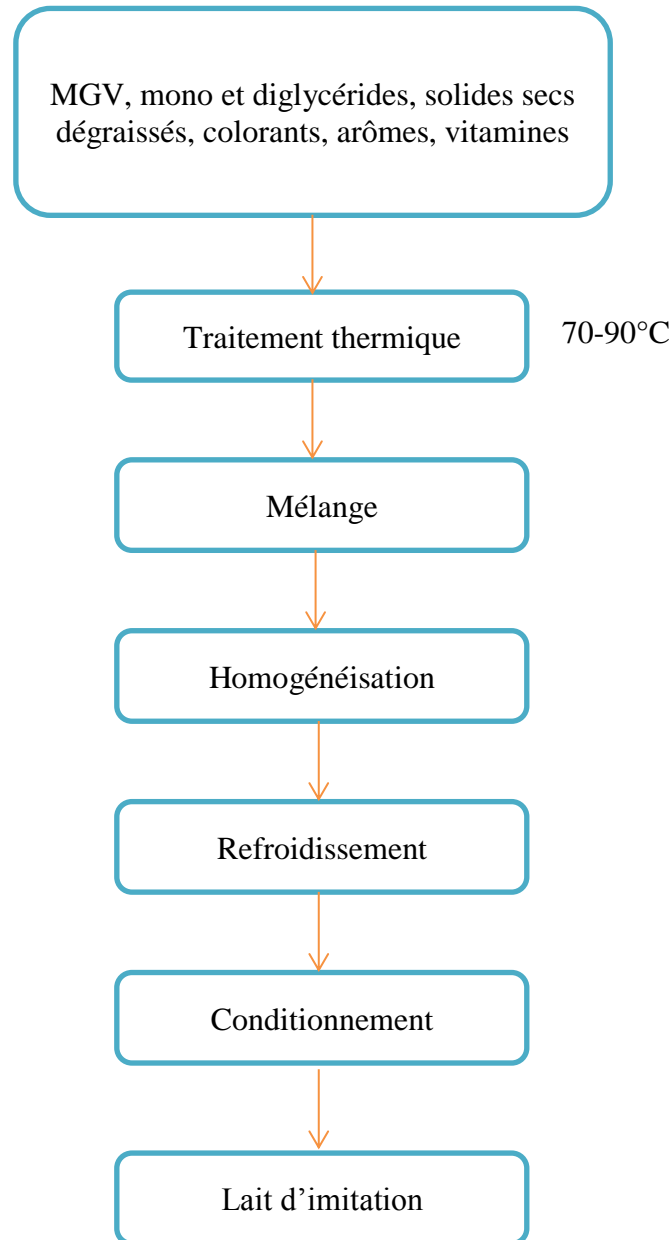 MGV, mono et diglycérides, solides secs
dégraissés, colorants, arômes, vitamines
Traitement thermique
70-90°C
Mélange
Homogénéisation
Refroidissement
Conditionnement
Lait d’imitation